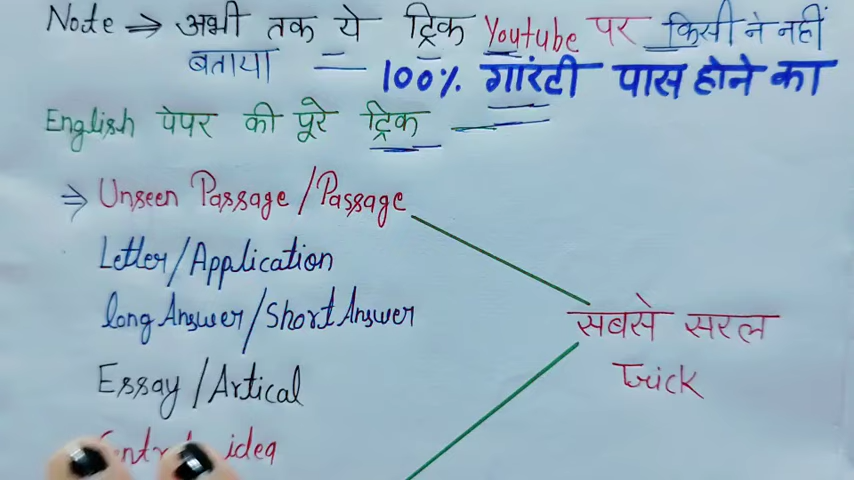 Note ⇒ अभी तक ये ट्रिक Youtube पर किसी ने नहीं
बताया
100% गारंटी पास होने का
English पेपर की पूरे ट्रिक
⇒ Unseen Passage/Passage
Letter/Application
long Answer/Short Answer
सबसे सरल
Trick
Essay/Artical
idea